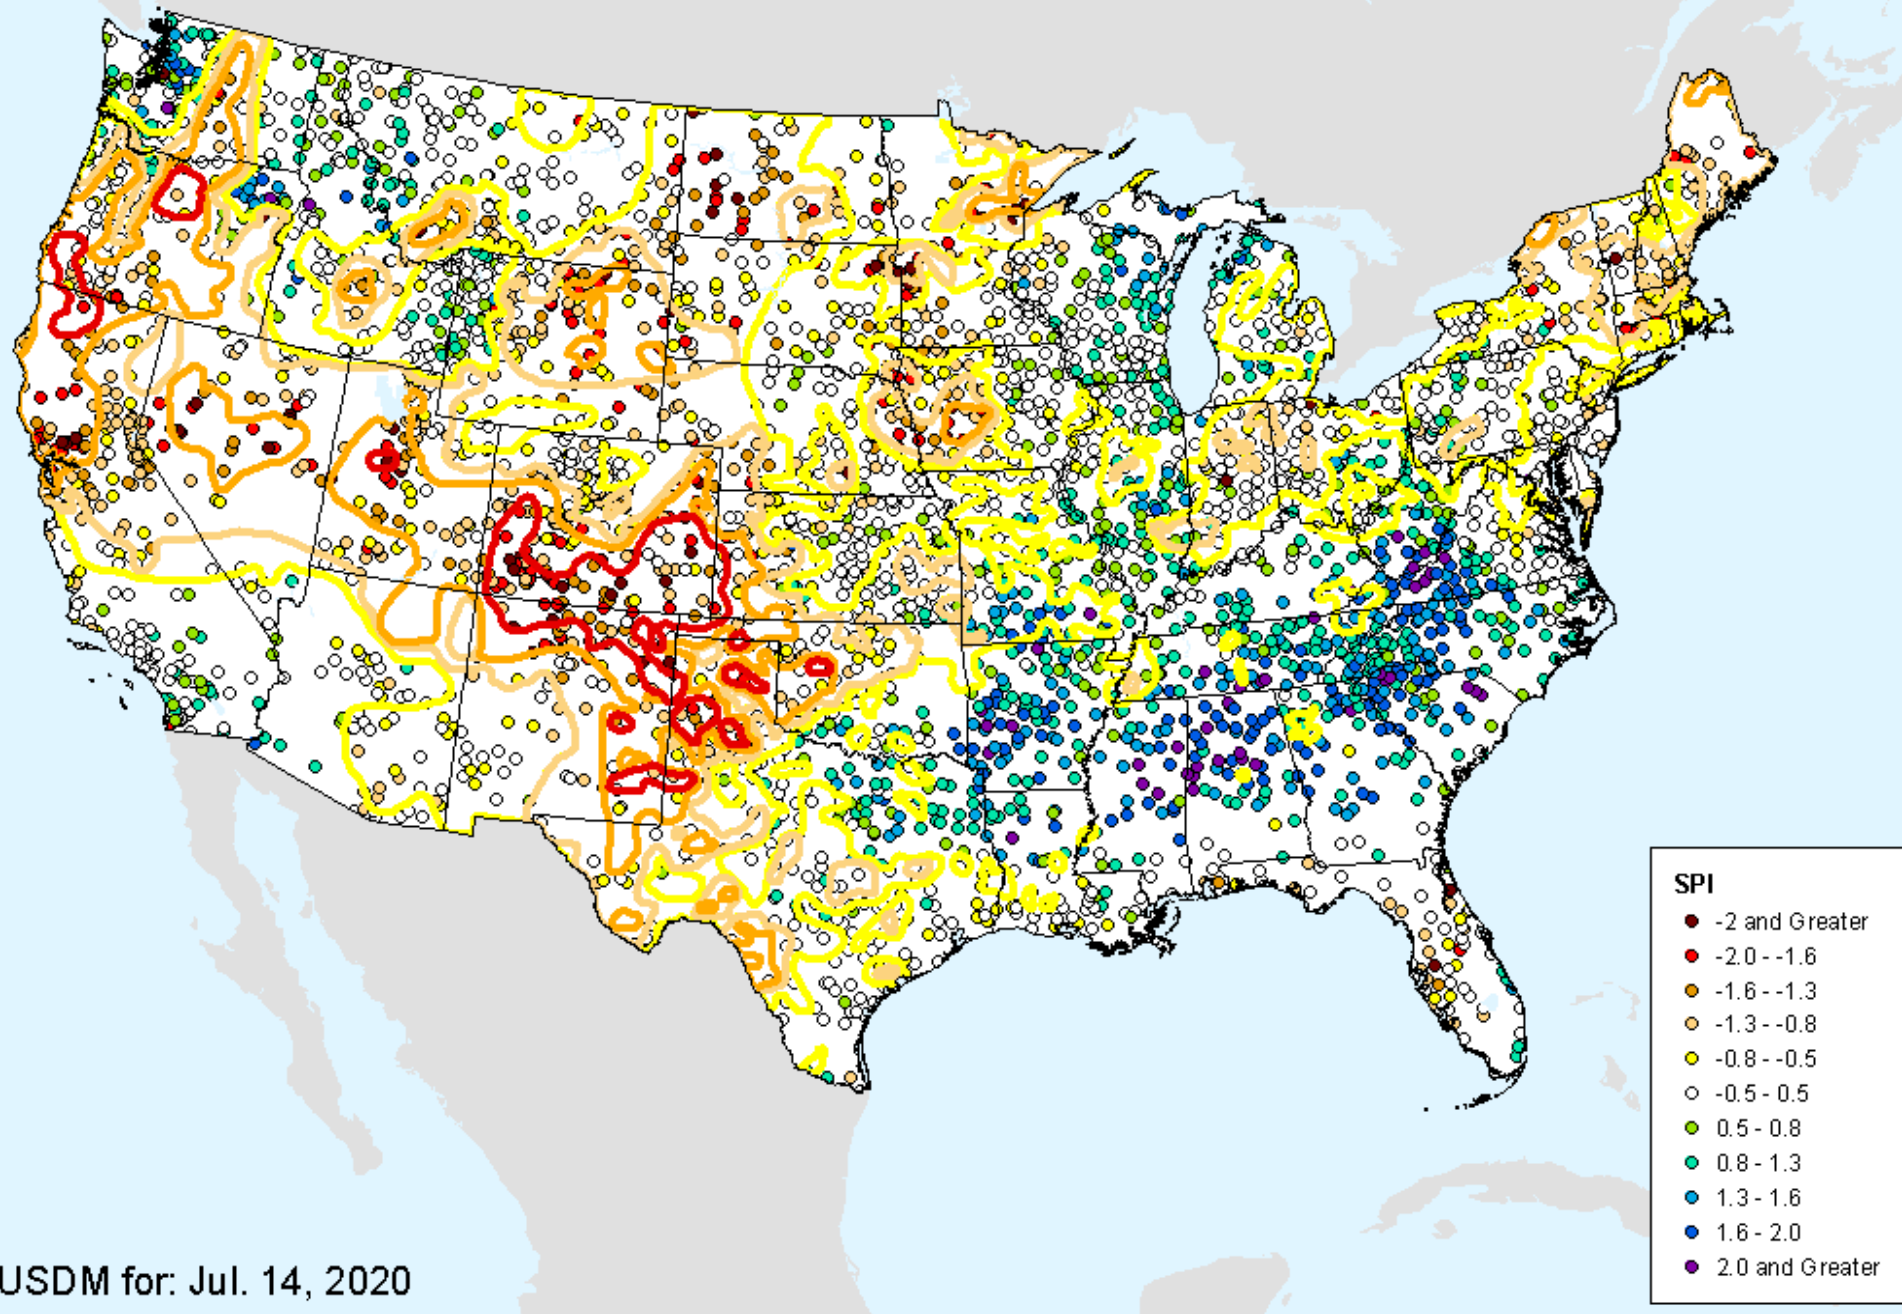 SPI
-2 and Greater
-2.0 - -1.6
-1.6 - -1.3
-1.3 - -0.8
-0.8 - -0.5
-0.5 - 0.5
0.5 - 0.8
0.8 - 1.3
1.3 - 1.6
1.6 - 2.0
2.0 and Greater
USDM for: Jul. 14, 2020